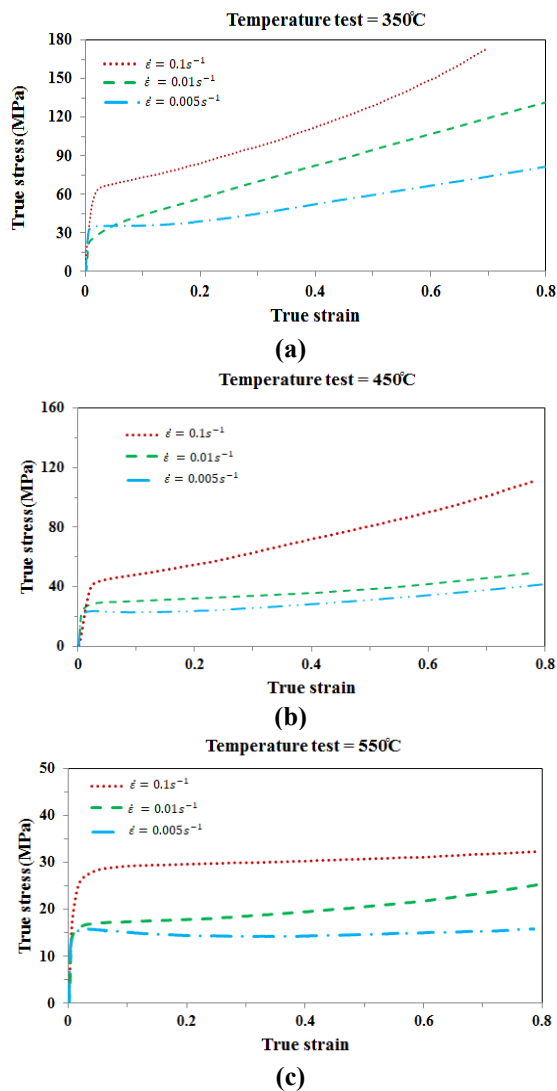 Temperature test = 350℃
180
150
120
90
60
30
0
True stress(MPa)
ε̇ = 0.1s⁻¹
ε̇ = 0.01s⁻¹
ε̇ = 0.005s⁻¹
0 0.2 0.4 0.6 0.8
True strain
(a)
Temperature test = 450℃
160
120
80
40
0
True stress(MPa)
ε̇ = 0.1s⁻¹
ε̇ = 0.01s⁻¹
ε̇ = 0.005s⁻¹
0 0.2 0.4 0.6 0.8
True strain
(b)
Temperature test = 550℃
50
40
30
20
10
0
True stress(MPa)
ε̇ = 0.1s⁻¹
ε̇ = 0.01s⁻¹
ε̇ = 0.005s⁻¹
0 0.2 0.4 0.6 0.8
True strain
(c)